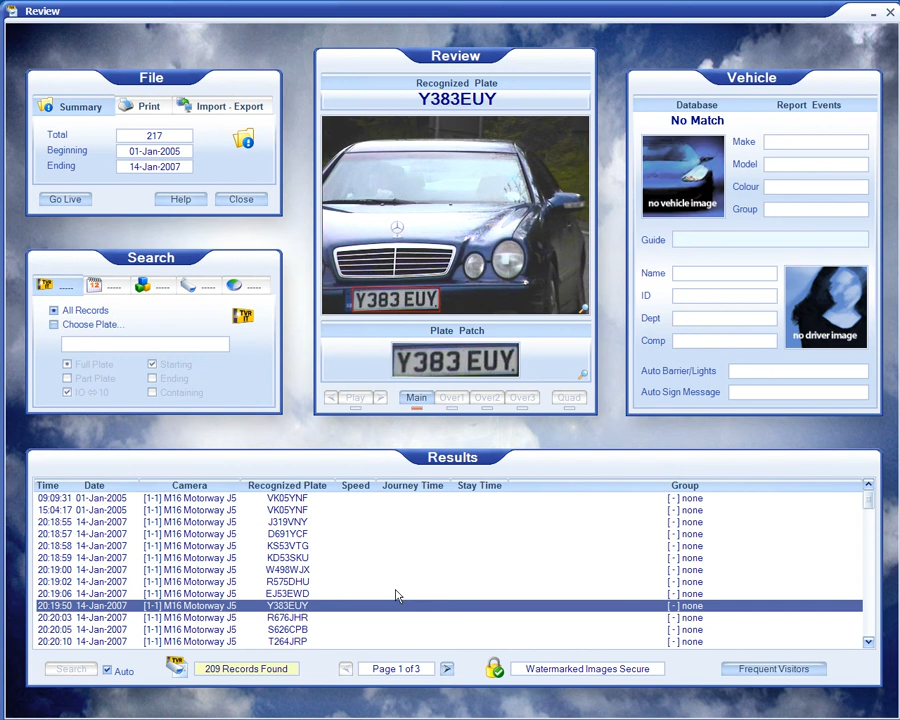 Review
File
Summary
Print
Import - Export
Total 217
Beginning 01-Jan-2005
Ending 14-Jan-2007
Go Live
Help
Close
Search
TVR IT -----
12 -----
-----
-----
-----
All Records
Choose Plate...
TVR IT
Full Plate
Starting
Part Plate
Ending
IO ⇔ 10
Containing
Review
Recognized Plate
Y383EUY
Y383 EUY.
Plate Patch
Y383 EUY.
Play
Main
Over1
Over2
Over3
Quad
Vehicle
Database
Report Events
No Match
no vehicle image
Make
Model
Colour
Group
Guide
Name
ID
Dept
Comp
no driver image
Auto Barrier/Lights
Auto Sign Message
Results
Time Date Camera Recognized Plate Speed Journey Time Stay Time Group
09:09:31 01-Jan-2005 [1-1] M16 Motorway J5 VK05YNF [ - ] none
15:04:17 01-Jan-2005 [1-1] M16 Motorway J5 VK05YNF [ - ] none
20:18:55 14-Jan-2007 [1-1] M16 Motorway J5 J319VNY [ - ] none
20:18:57 14-Jan-2007 [1-1] M16 Motorway J5 D691YCF [ - ] none
20:18:58 14-Jan-2007 [1-1] M16 Motorway J5 KS53VTG [ - ] none
20:18:59 14-Jan-2007 [1-1] M16 Motorway J5 KD53SKU [ - ] none
20:19:00 14-Jan-2007 [1-1] M16 Motorway J5 W498WJX [ - ] none
20:19:02 14-Jan-2007 [1-1] M16 Motorway J5 R575DHU [ - ] none
20:19:06 14-Jan-2007 [1-1] M16 Motorway J5 EJ53EWD [ - ] none
20:19:50 14-Jan-2007 [1-1] M16 Motorway J5 Y383EUY [ - ] none
20:20:03 14-Jan-2007 [1-1] M16 Motorway J5 R676JHR [ - ] none
20:20:05 14-Jan-2007 [1-1] M16 Motorway J5 S626CPB [ - ] none
20:20:10 14-Jan-2007 [1-1] M16 Motorway J5 T264JRP [ - ] none
Search
Auto
TVR
209 Records Found
Page 1 of 3
Watermarked Images Secure
Frequent Visitors